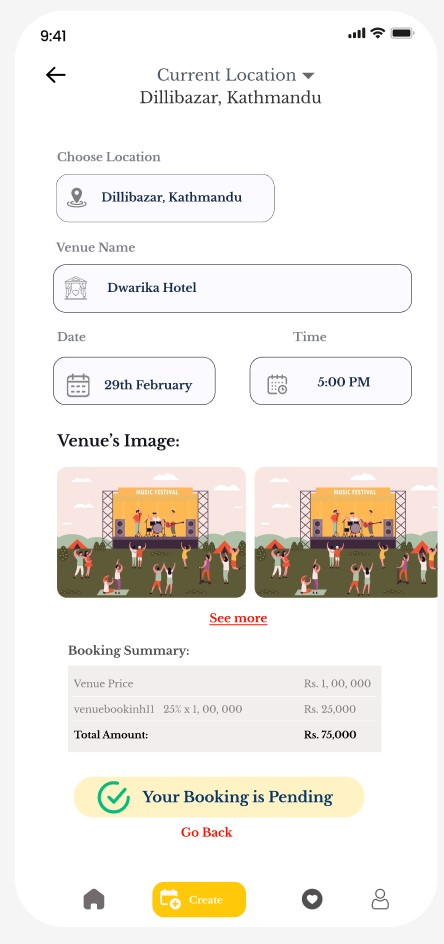 9:41
Current Location
Dillibazar, Kathmandu
Choose Location
Dillibazar, Kathmandu
Venue Name
Dwarika Hotel
Date Time
29th February 5:00 PM
Venue's Image:
MUSIC FESTIVAL MUSIC FESTIVAL
See more
Booking Summary:
Venue Price Rs. 1, 00, 000
venuebookinh11 25% x 1, 00, 000 Rs. 25,000
Total Amount: Rs. 75,000
Your Booking is Pending
Go Back
Create